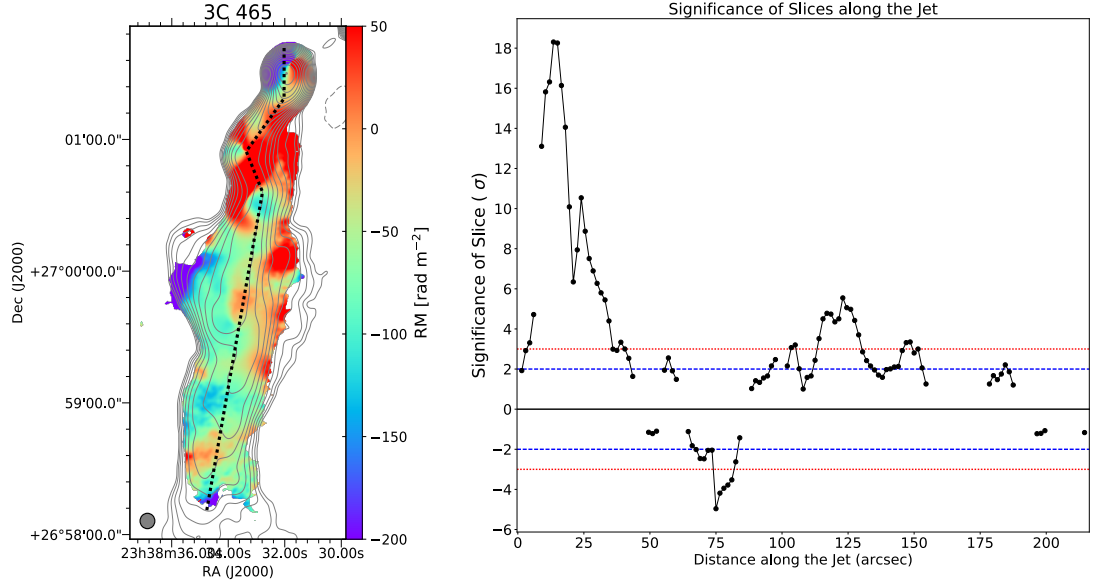 3C 465
Significance of Slices along the Jet
50
0
−50
−100
−150
−200
RM [rad m⁻²]
01'00.0"
+27°00'00.0"
59'00.0"
+26°58'00.0"
Dec (J2000)
23h38m36.00s
34.00s
32.00s
30.00s
RA (J2000)
18
16
14
12
10
8
6
4
2
0
−2
−4
−6
Significance of Slice ( σ)
0
25
50
75
100
125
150
175
200
Distance along the Jet (arcsec)